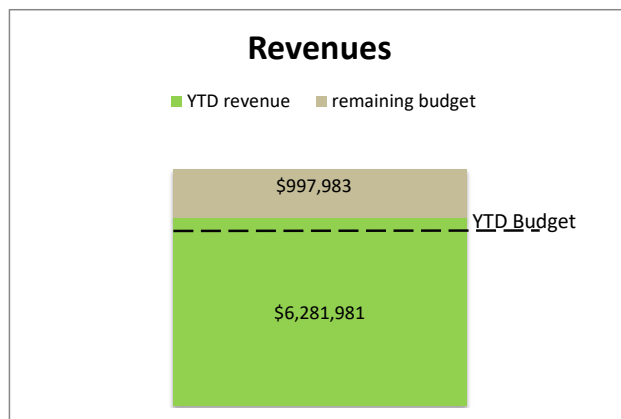 Revenues
YTD revenue remaining budget
$997,983
YTD Budget
$6,281,981